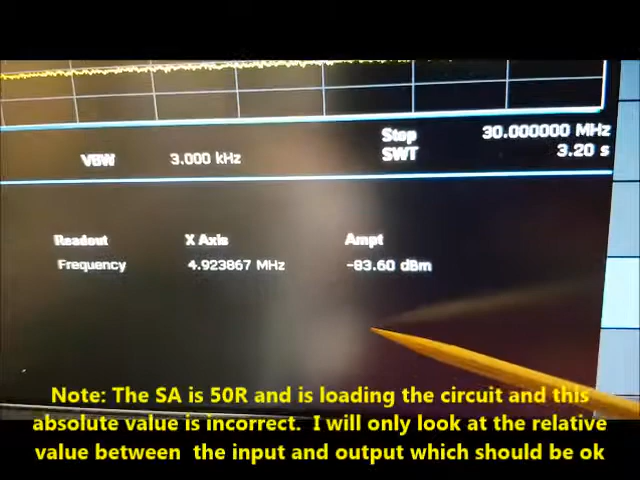 Stop 30.000000 MHz
VBW 3.000 kHz SWT 3.20 s
Readout X Axis Ampt
Frequency 4.923867 MHz -83.60 dBm
Note: The SA is 50R and is loading the circuit and this
absolute value is incorrect. I will only look at the relative
value between the input and output which should be ok